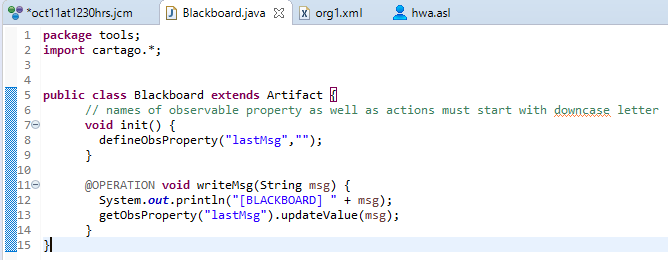 *oct11at1230hrs.jcm Blackboard.java org1.xml hwa.asl
1 package tools;
2 import cartago.*;
3
4
5 public class Blackboard extends Artifact {
6 // names of observable property as well as actions must start with downcase letter
7 void init() {
8 defineObsProperty("lastMsg","");
9 }
10
11 @OPERATION void writeMsg(String msg) {
12 System.out.println("[BLACKBOARD] " + msg);
13 getObsProperty("lastMsg").updateValue(msg);
14 }
15 }